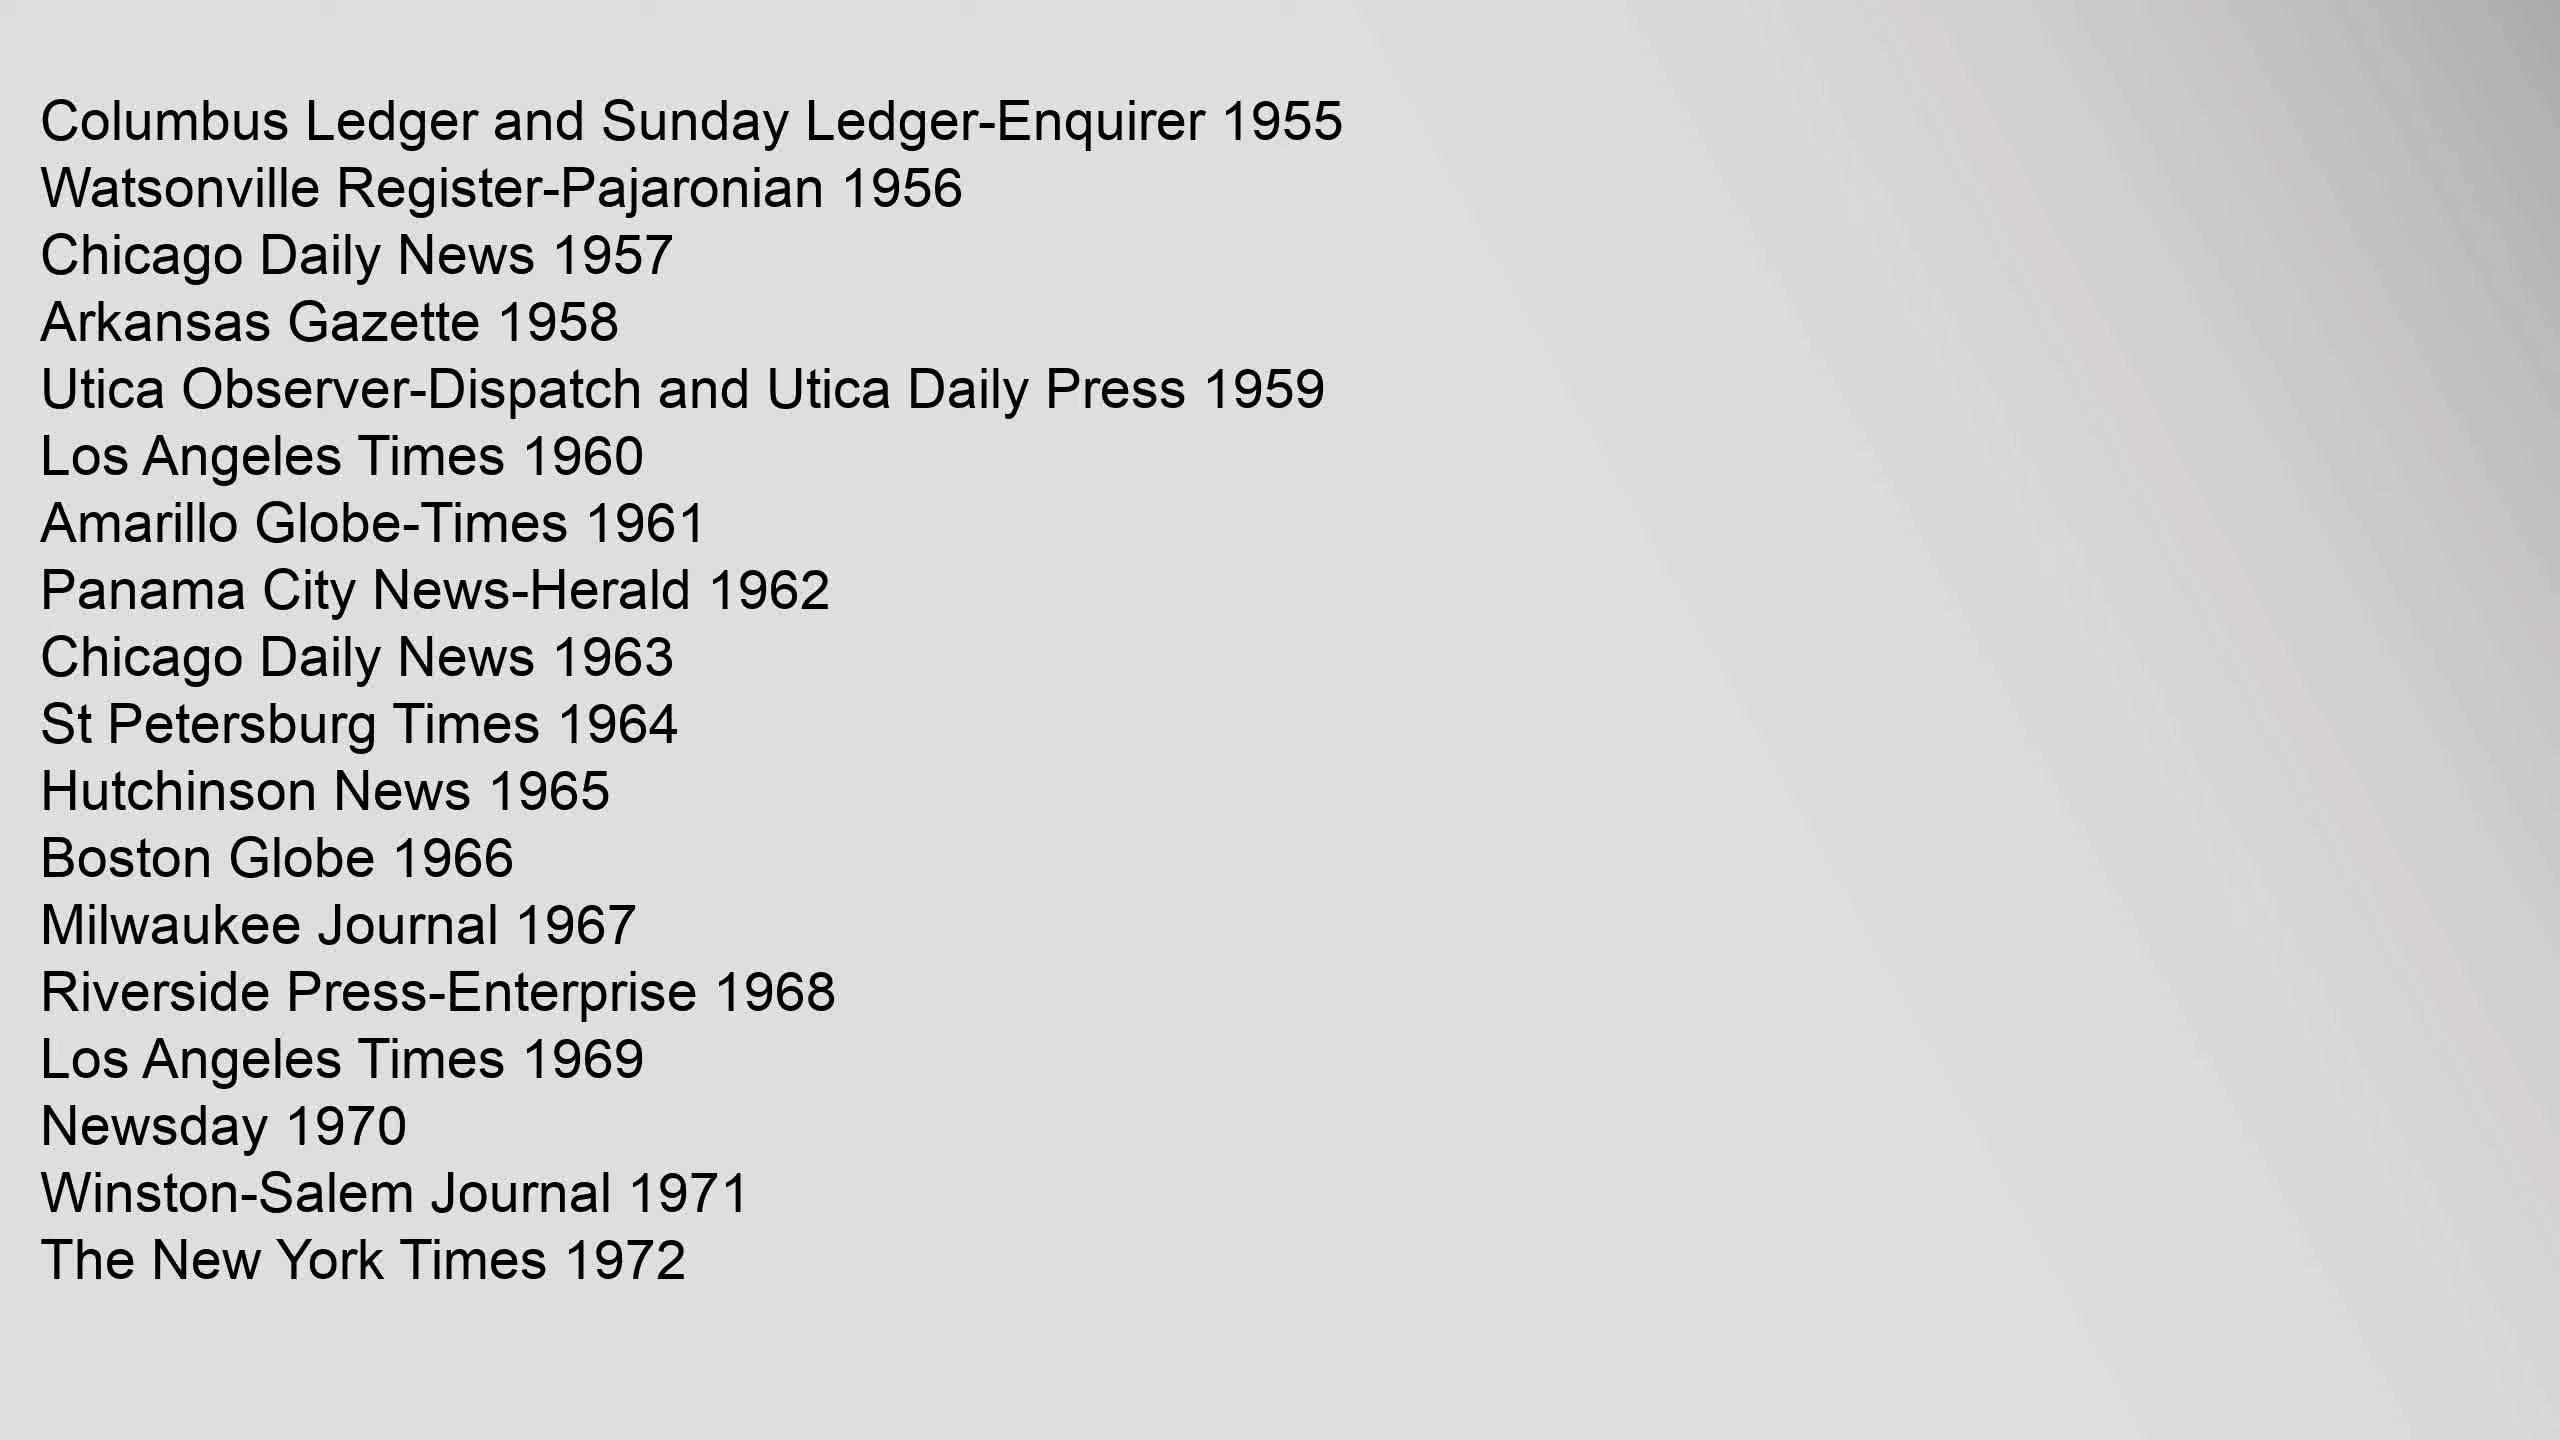 Columbus Ledger and Sunday Ledger-Enquirer 1955
Watsonville Register-Pajaronian 1956
Chicago Daily News 1957
Arkansas Gazette 1958
Utica Observer-Dispatch and Utica Daily Press 1959
Los Angeles Times 1960
Amarillo Globe-Times 1961
Panama City News-Herald 1962
Chicago Daily News 1963
St Petersburg Times 1964
Hutchinson News 1965
Boston Globe 1966
Milwaukee Journal 1967
Riverside Press-Enterprise 1968
Los Angeles Times 1969
Newsday 1970
Winston-Salem Journal 1971
The New York Times 1972